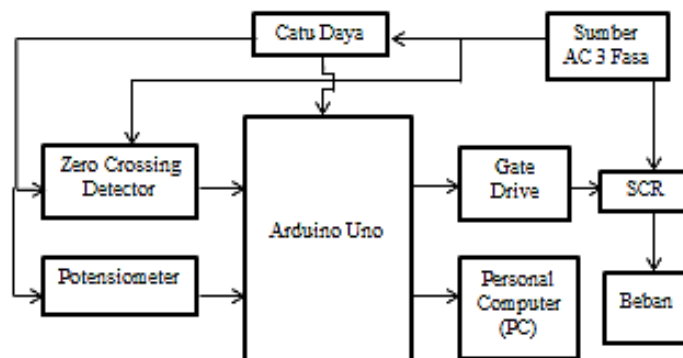 Catu Daya
Sumber
AC 3 Fasa
Zero Crossing
Detector
Arduino Uno
Gate
Drive
SCR
Potensiometer
Personal
Computer
(PC)
Beban